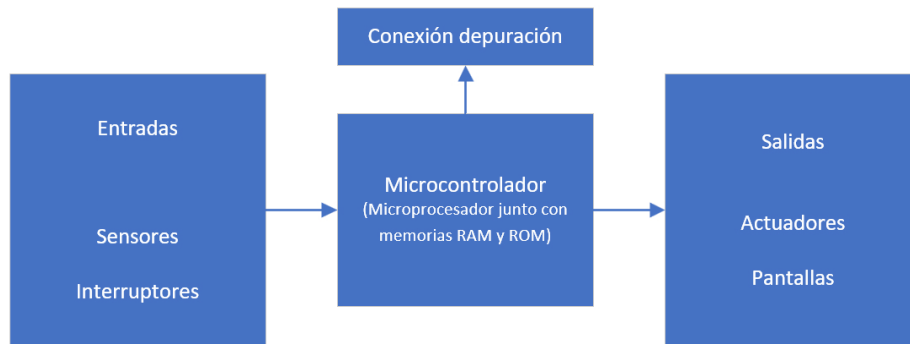 Conexión depuración
Entradas
Sensores
Interruptores
Microcontrolador
(Microprocesador junto con
memorias RAM y ROM)
Salidas
Actuadores
Pantallas